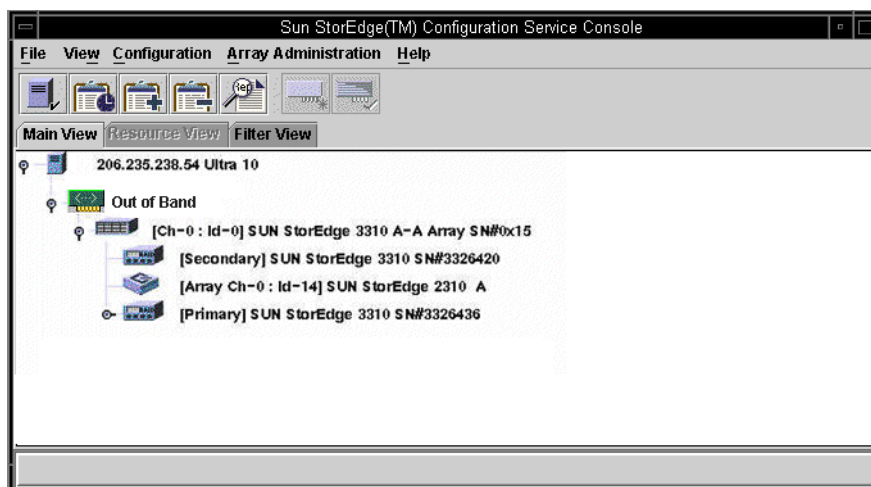 Sun StorEdge(TM) Configuration Service Console
File View Configuration Array Administration Help
Rep
Main View Resource View Filter View
206.235.238.54 Ultra 10
Out of Band
[Ch-0 : Id-0] SUN StorEdge 3310 A-A Array SN#0x15
[Secondary] SUN StorEdge 3310 SN#3326420
[Array Ch-0 : Id-14] SUN StorEdge 2310 A
[Primary] SUN StorEdge 3310 SN#3326436